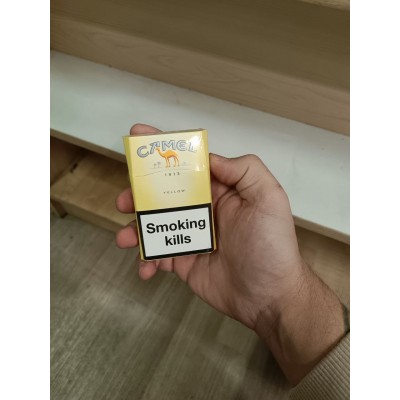 CAMEL
1913
YELLOW
Smoking
kills